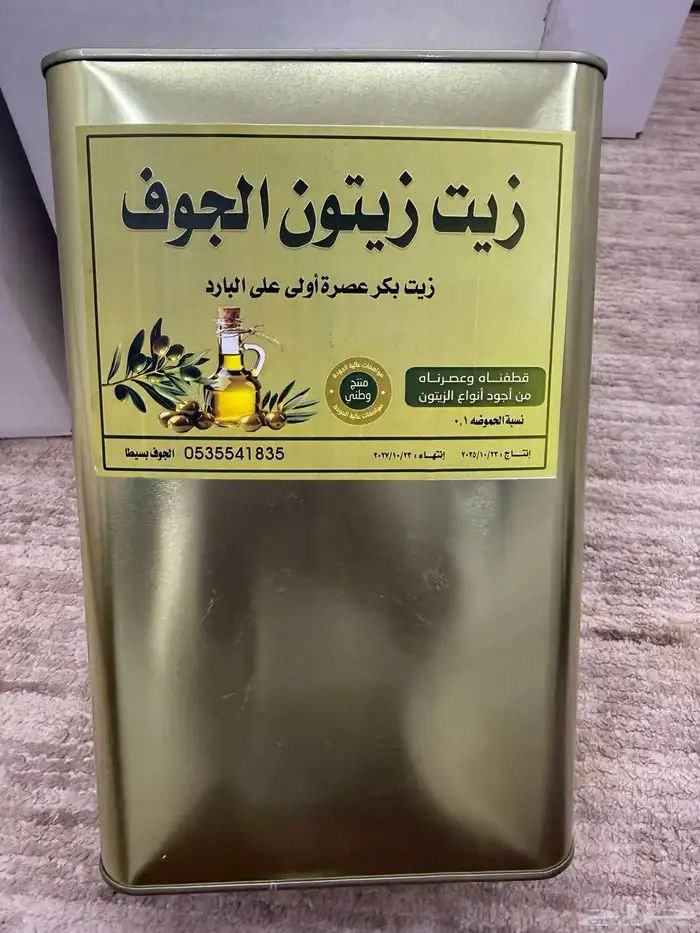 زيت زيتون الجوف
زيت بكر عصرة أولى على البارد
مواصفات عالية الجودة
منتج
وطني
مواصفات عالية الجودة
قطفناه وعصرناه
من أجود أنواع الزيتون
نسبة الحموضه ٠,١
إنتاج : ٢٠٢٥/١٠/٢٣ إنتهاء : ٢٠٢٧/١٠/٢٣ 0535541835 الجوف بسيطا
حراج